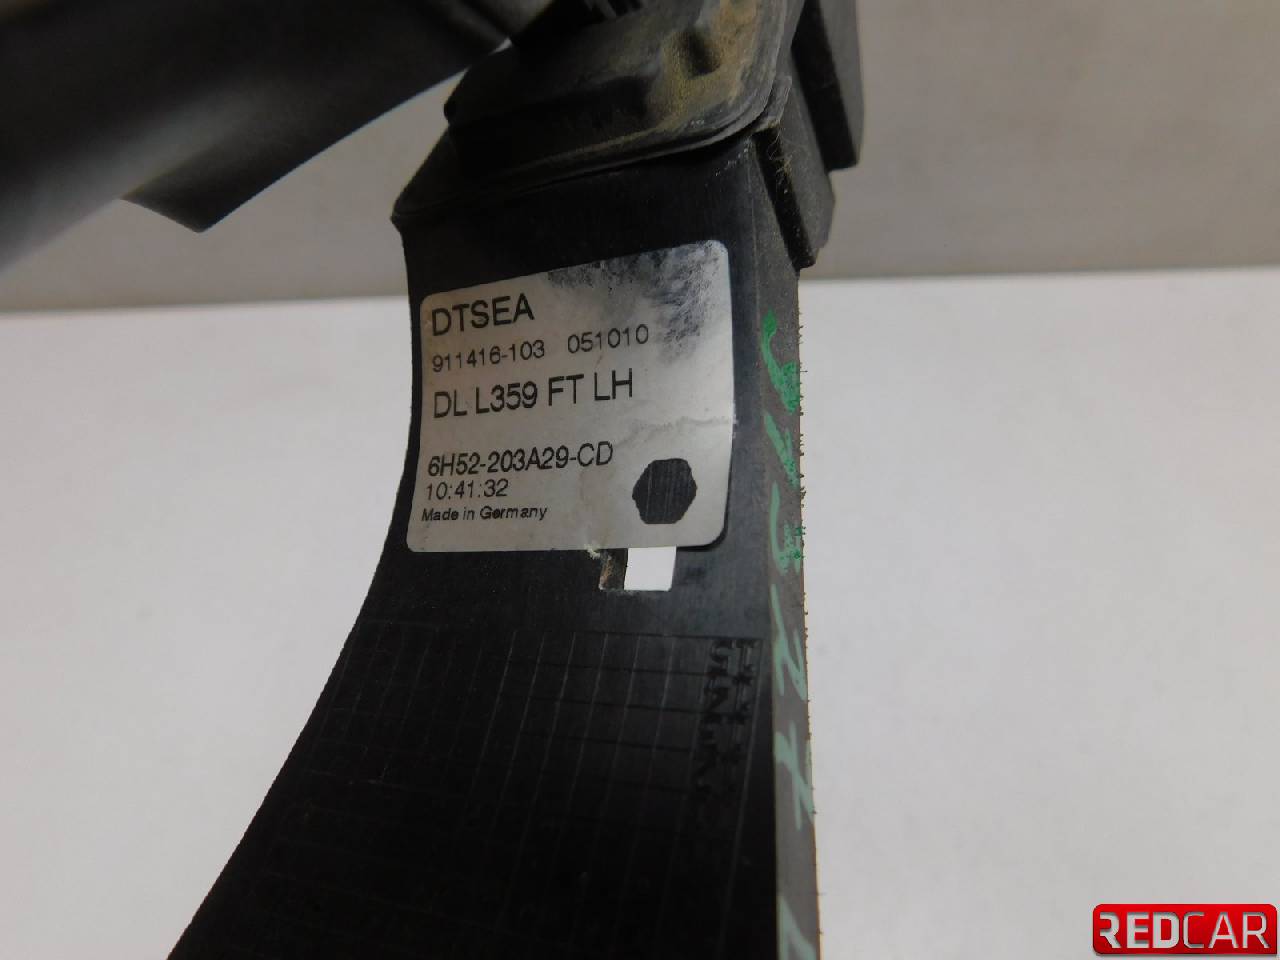 DTSEA
911416-103 051010
DL L359 FT LH
6H52-203A29-CD
10:41:32
Made in Germany
REDCAR